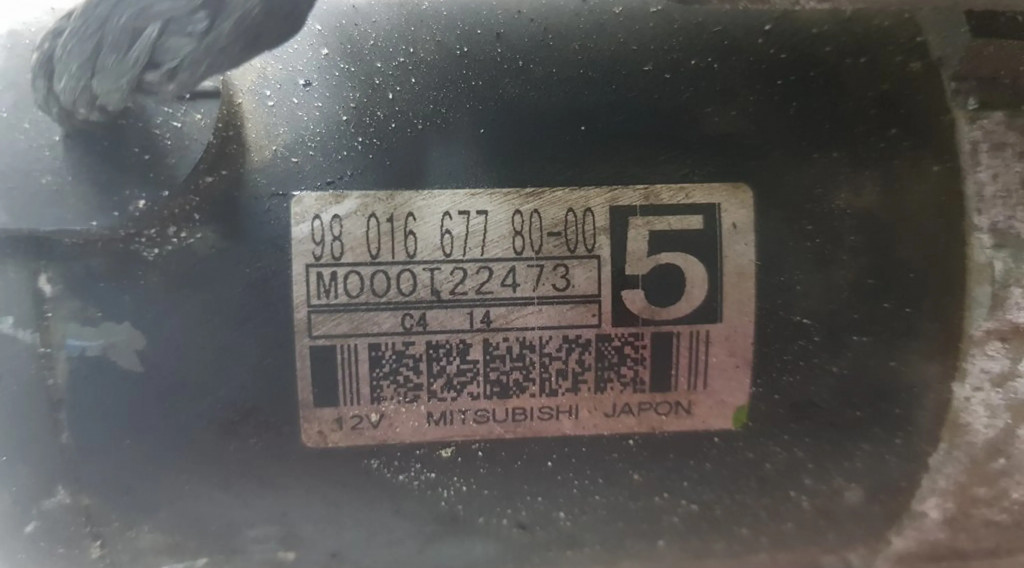 98 016 677 80-00
5
M000T22473
C4 14
12V MITSUBISHI JAPON